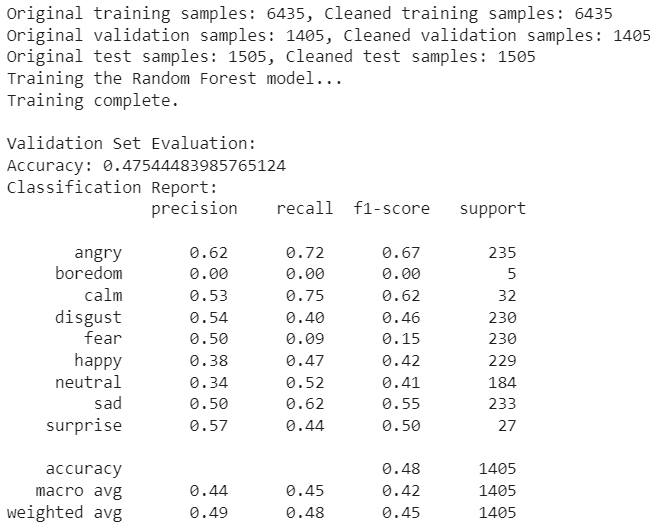 Original training samples: 6435, Cleaned training samples: 6435
Original validation samples: 1405, Cleaned validation samples: 1405
Original test samples: 1505, Cleaned test samples: 1505
Training the Random Forest model...
Training complete.
Validation Set Evaluation:
Accuracy: 0.47544483985765124
Classification Report:
precision recall f1-score support
angry 0.62 0.72 0.67 235
boredom 0.00 0.00 0.00 5
calm 0.53 0.75 0.62 32
disgust 0.54 0.40 0.46 230
fear 0.50 0.09 0.15 230
happy 0.38 0.47 0.42 229
neutral 0.34 0.52 0.41 184
sad 0.50 0.62 0.55 233
surprise 0.57 0.44 0.50 27
accuracy 0.48 1405
macro avg 0.44 0.45 0.42 1405
weighted avg 0.49 0.48 0.45 1405